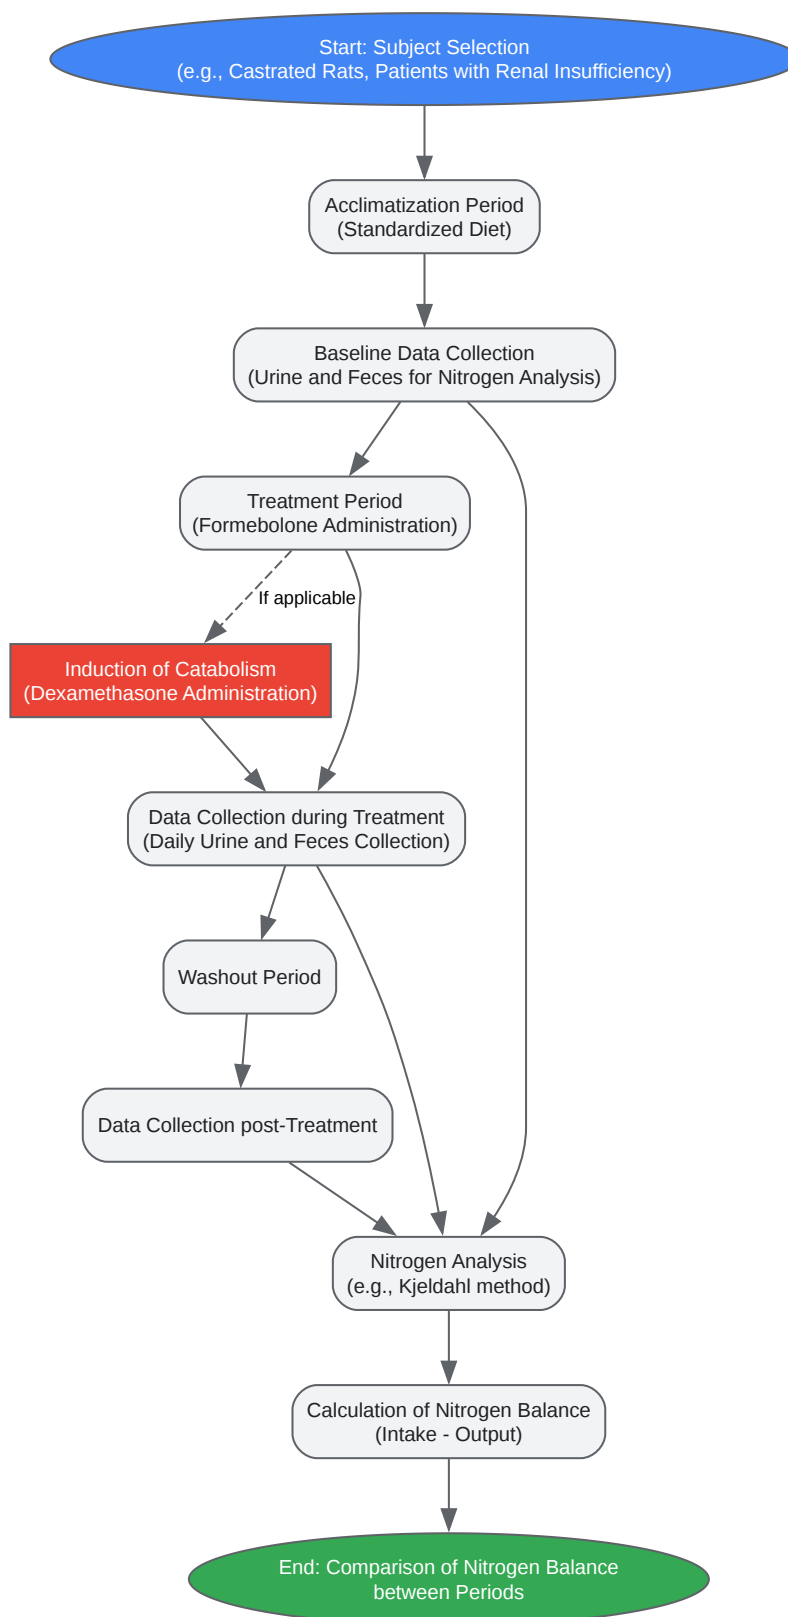 Start: Subject Selection
(e.g., Castrated Rats, Patients with Renal Insufficiency)
Acclimatization Period
(Standardized Diet)
Baseline Data Collection
(Urine and Feces for Nitrogen Analysis)
Treatment Period
(Formebolone Administration)
If applicable
Induction of Catabolism
(Dexamethasone Administration)
Data Collection during Treatment
(Daily Urine and Feces Collection)
Washout Period
Data Collection post-Treatment
Nitrogen Analysis
(e.g., Kjeldahl method)
Calculation of Nitrogen Balance
(Intake - Output)
End: Comparison of Nitrogen Balance
between Periods